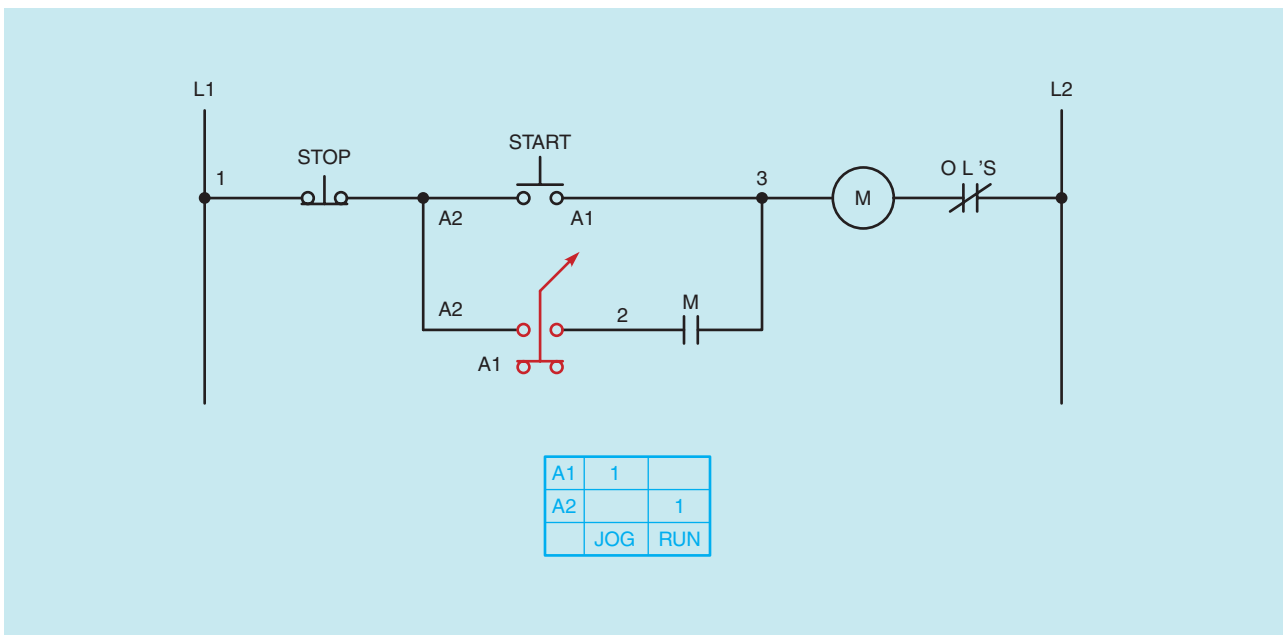 L1 L2
STOP START
1 3 O L 'S
M
A2 A1
A2 2 M
A1
A1 1
A2 1
JOG RUN